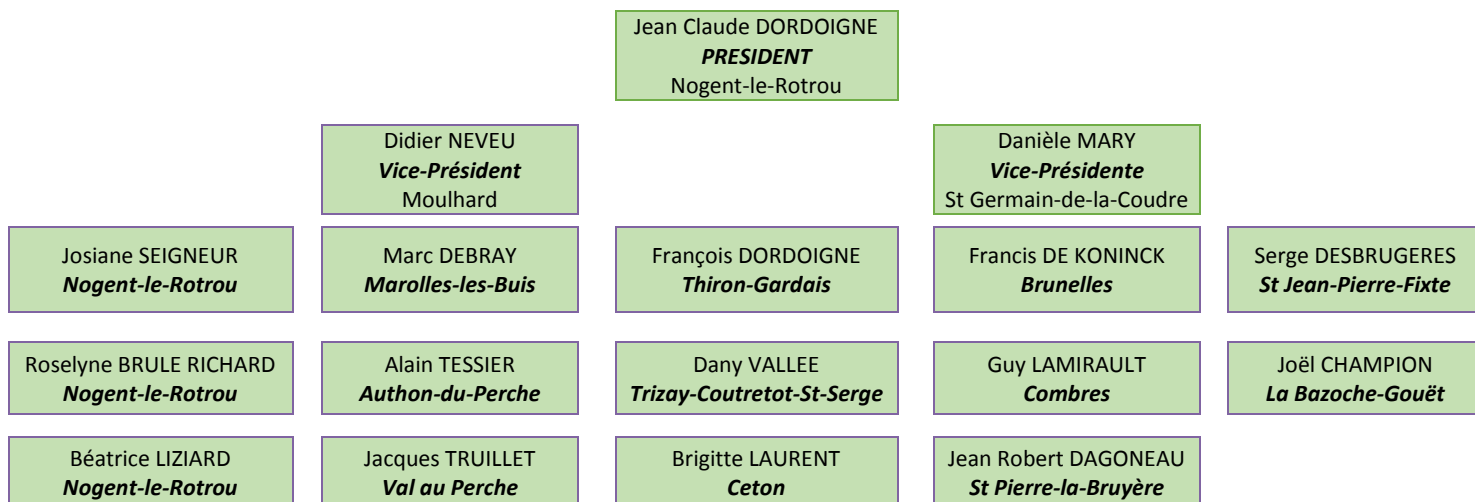 Jean Claude DORDOIGNE
PRESIDENT
Nogent-le-Rotrou
Didier NEVEU
Vice-Président
Moulhard
Danièle MARY
Vice-Présidente
St Germain-de-la-Coudre
Josiane SEIGNEUR
Nogent-le-Rotrou
Marc DEBRAY
Marolles-les-Buis
François DORDOIGNE
Thiron-Gardais
Francis DE KONINCK
Brunelles
Serge DESBRUGERES
St Jean-Pierre-Fixte
Roselyne BRULE RICHARD
Nogent-le-Rotrou
Alain TESSIER
Authon-du-Perche
Dany VALLEE
Trizay-Coutretot-St-Serge
Guy LAMIRAULT
Combres
Joël CHAMPION
La Bazoche-Gouët
Béatrice LIZIARD
Nogent-le-Rotrou
Jacques TRUILLET
Val au Perche
Brigitte LAURENT
Ceton
Jean Robert DAGONEAU
St Pierre-la-Bruyère